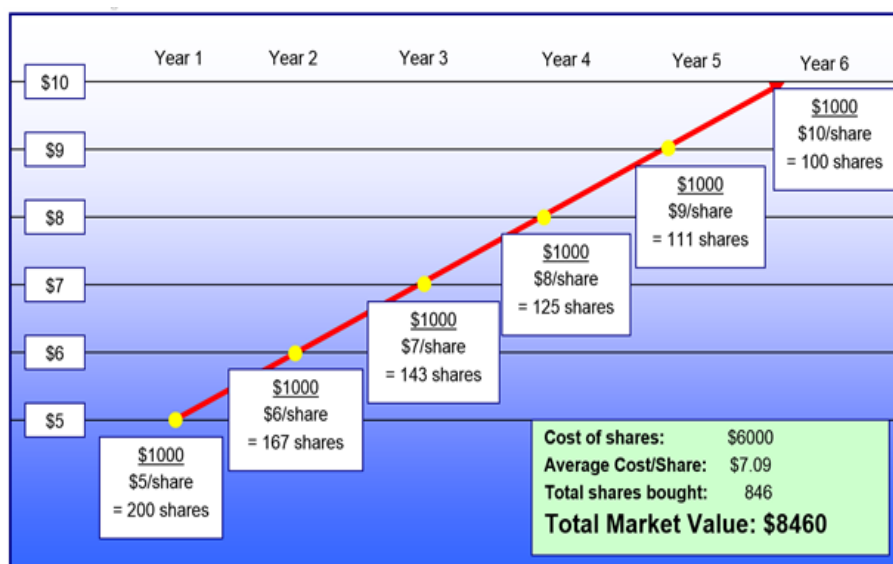 Year 1
Year 2
Year 3
Year 4
Year 5
Year 6
$10
$9
$8
$7
$6
$5
$1000
$5/share
= 200 shares
$1000
$6/share
= 167 shares
$1000
$7/share
= 143 shares
$1000
$8/share
= 125 shares
$1000
$9/share
= 111 shares
$1000
$10/share
= 100 shares
Cost of shares: $6000
Average Cost/Share: $7.09
Total shares bought: 846
Total Market Value: $8460